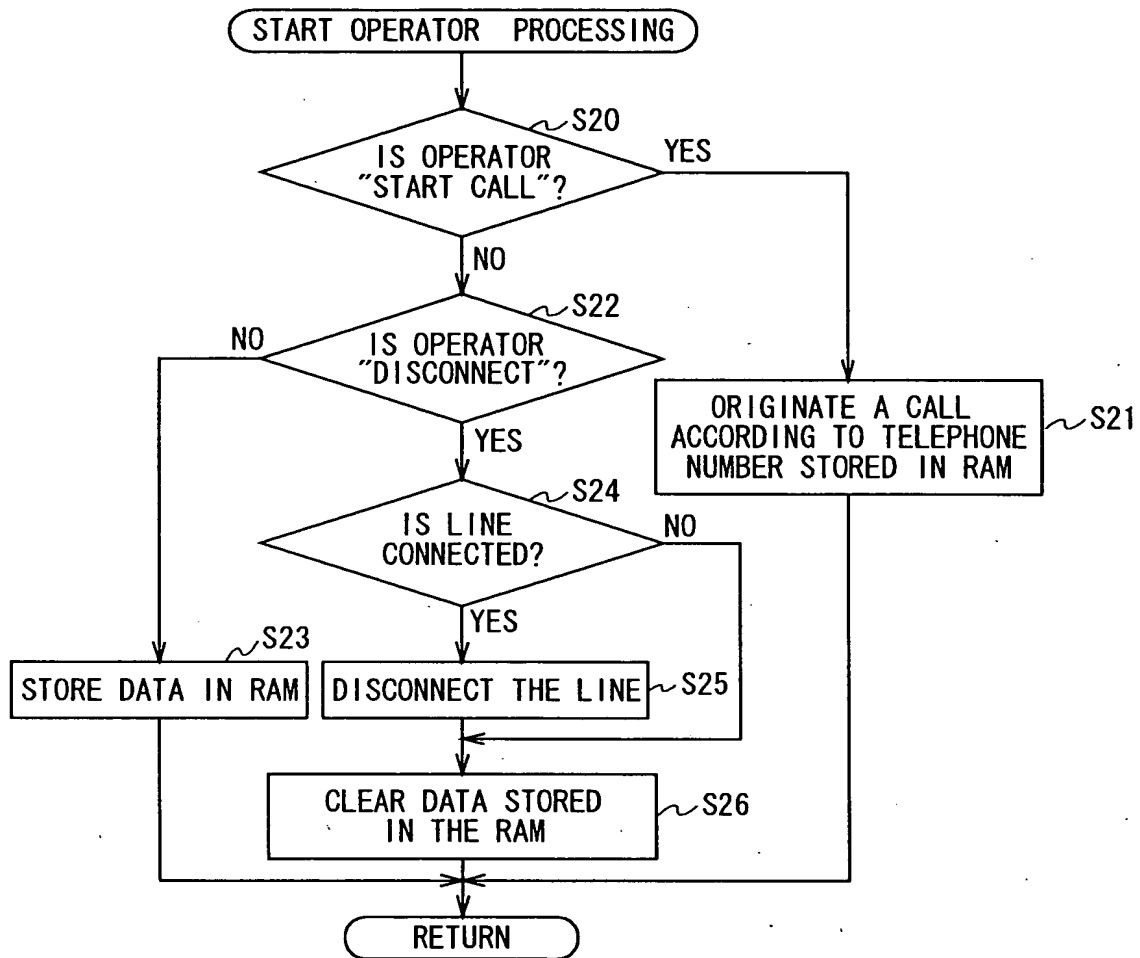 START OPERATOR PROCESSING
S20
IS OPERATOR
"START CALL"?
YES
NO
S22
NO
IS OPERATOR
"DISCONNECT"?
YES
ORIGINATE A CALL
ACCORDING TO TELEPHONE
NUMBER STORED IN RAM
S21
S24
IS LINE
CONNECTED?
NO
YES
S23
STORE DATA IN RAM
DISCONNECT THE LINE
S25
CLEAR DATA STORED
IN THE RAM
S26
RETURN